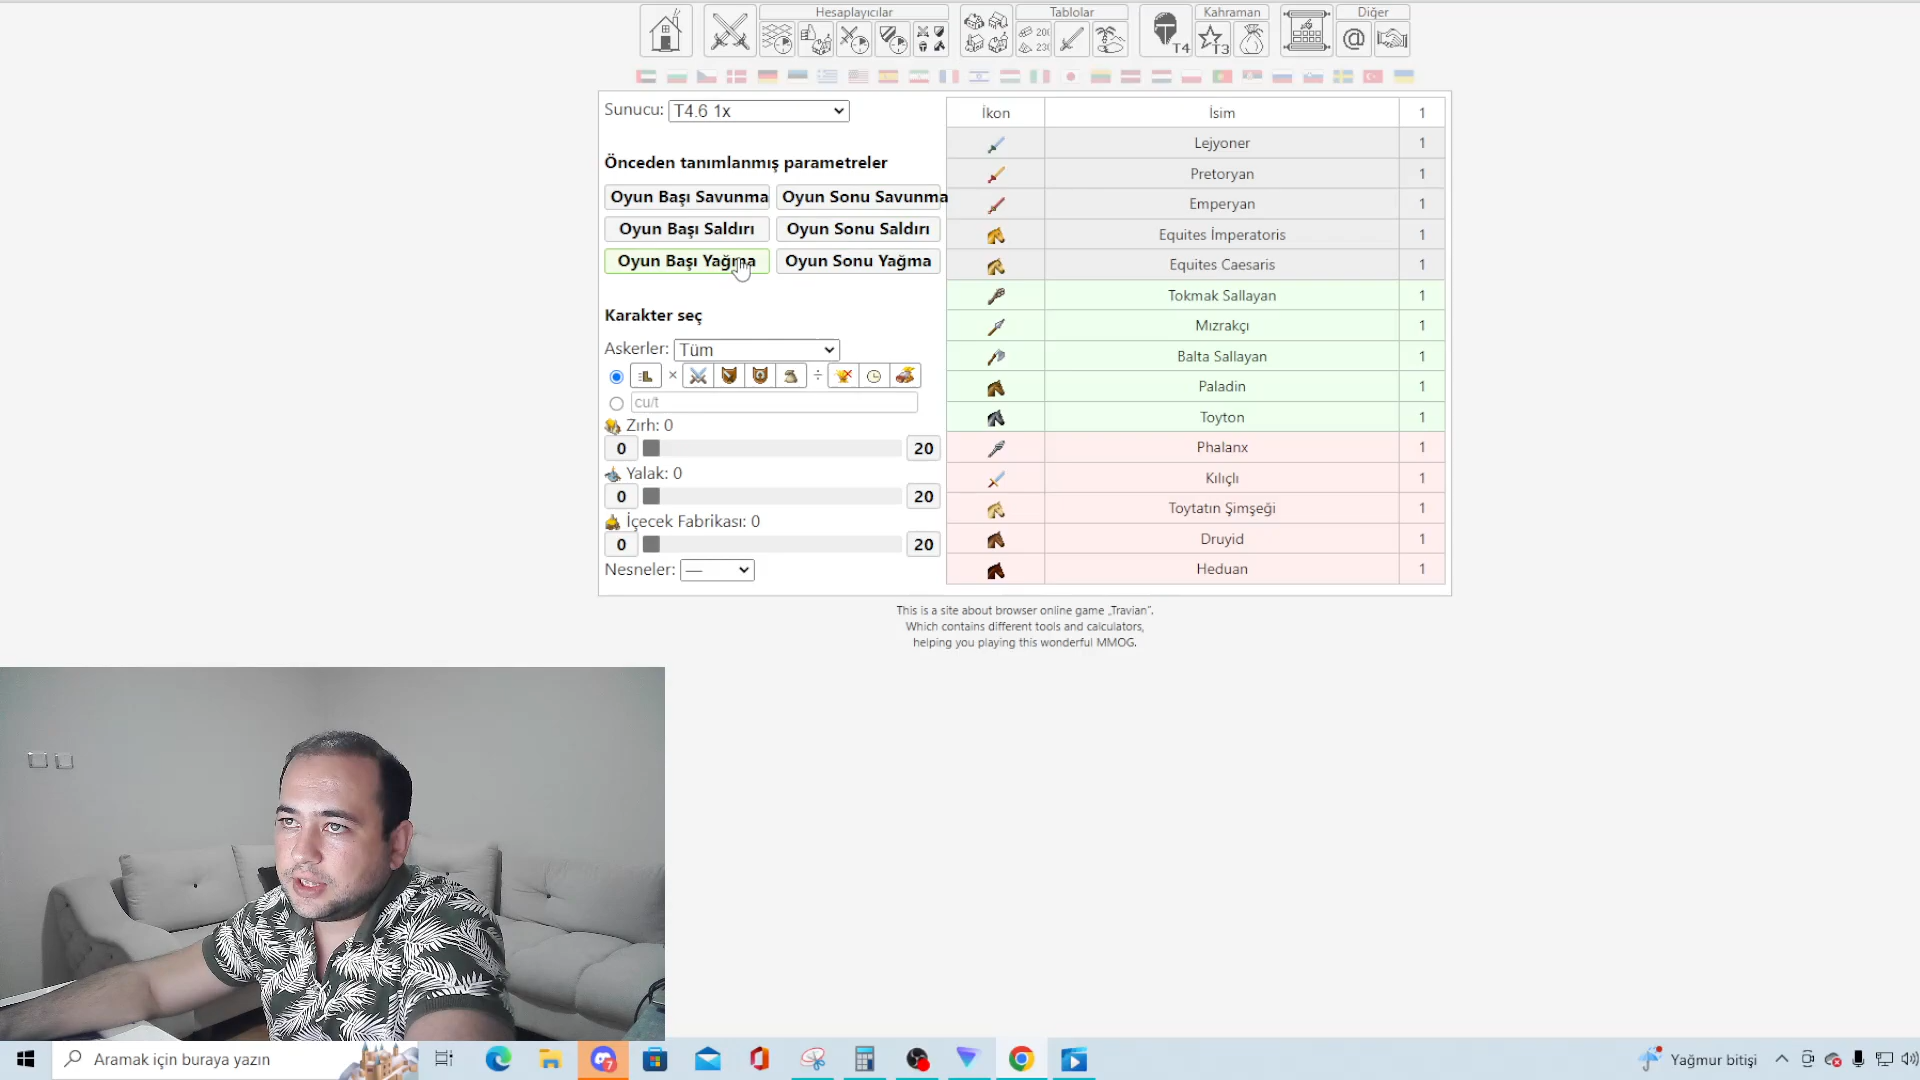 Hesaplayıcılar
Tablolar
Kahraman
Diğer
T4
T3
Sunucu: T4.6 1x
Önceden tanımlanmış parametreler
Oyun Başı Savunma
Oyun Sonu Savunma
Oyun Başı Saldırı
Oyun Sonu Saldırı
Oyun Başı Yağma
Oyun Sonu Yağma
Karakter seç
Askerler: Tüm
× ÷
cu/t
Zırh: 0
0 20
Yalak: 0
0 20
İçecek Fabrikası: 0
0 20
Nesneler: —
İkon İsim 1
Lejyoner 1
Pretoryan 1
Emperyan 1
Equites İmperatoris 1
Equites Caesaris 1
Tokmak Sallayan 1
Mızrakçı 1
Balta Sallayan 1
Paladin 1
Toyton 1
Phalanx 1
Kılıçlı 1
Toytatın Şimşeği 1
Druyid 1
Heduan 1
This is a site about browser online game „Travian“.
Which contains different tools and calculators,
helping you playing this wonderful MMOG.
Aramak için buraya yazın
7
Yağmur bitişi